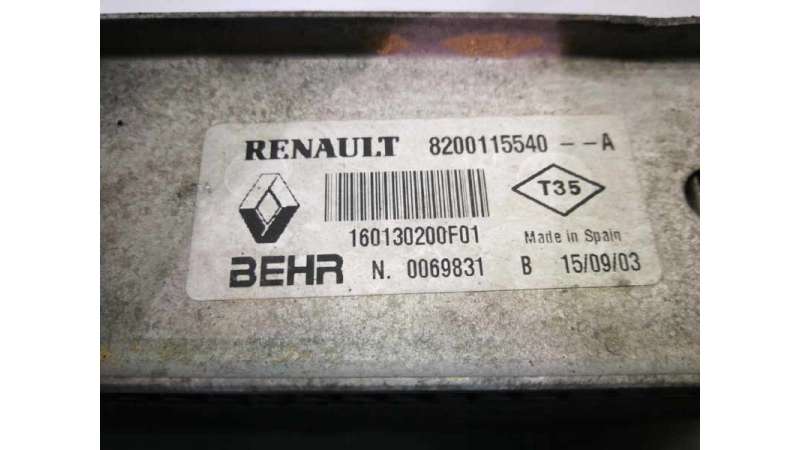 RENAULT 8200115540--A
T35
160130200F01 Made in Spain
BEHR N. 0069831 B 15/09/03